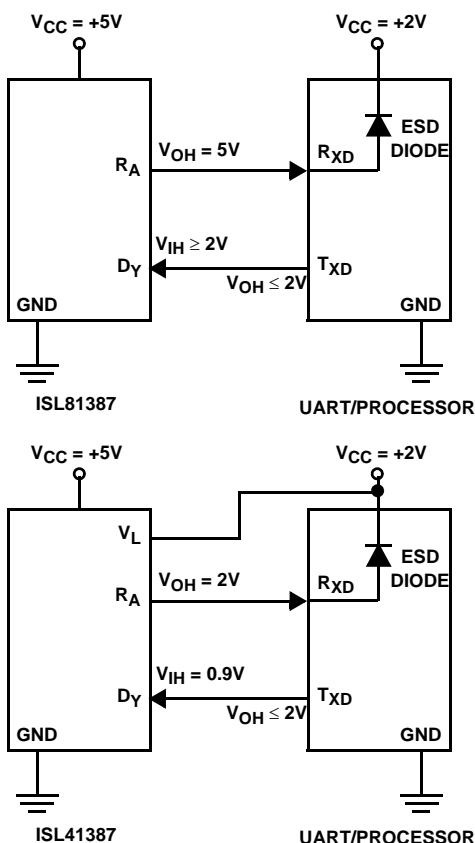 VCC = +5V
VCC = +2V
ESD
DIODE
RA
VOH = 5V
RXD
VIH ≥ 2V
DY
TXD
VOH ≤ 2V
GND
GND
ISL81387
UART/PROCESSOR
VCC = +5V
VCC = +2V
VL
ESD
DIODE
RA
VOH = 2V
RXD
VIH = 0.9V
DY
TXD
VOH ≤ 2V
GND
GND
ISL41387
UART/PROCESSOR